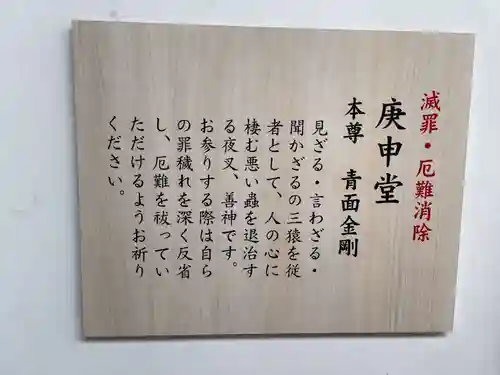 滅罪・厄難消除
庚申堂
本尊 青面金剛
見ざる・言わざる・
聞かざるの三猿を従
者として、人の心に
棲む悪い蟲を退治す
る夜叉、善神です。
お参りする際は自ら
の罪穢れを深く反省
し、厄難を祓ってい
ただけるようお祈り
ください。